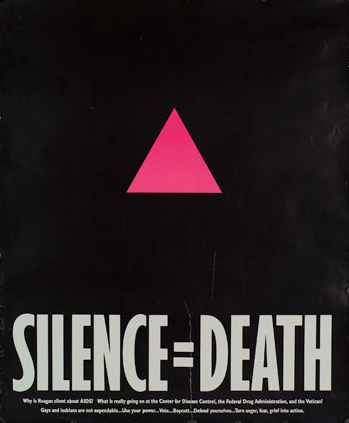 SILENCE=DEATH
Why is Reagan silent about AIDS? What is really going on at the Center for Disease Control, the Federal Drug Administration, and the Vatican?
Gays and lesbians are not expendable...Use your power...Vote...Boycott...Defend yourselves...Turn anger, fear, grief into action.